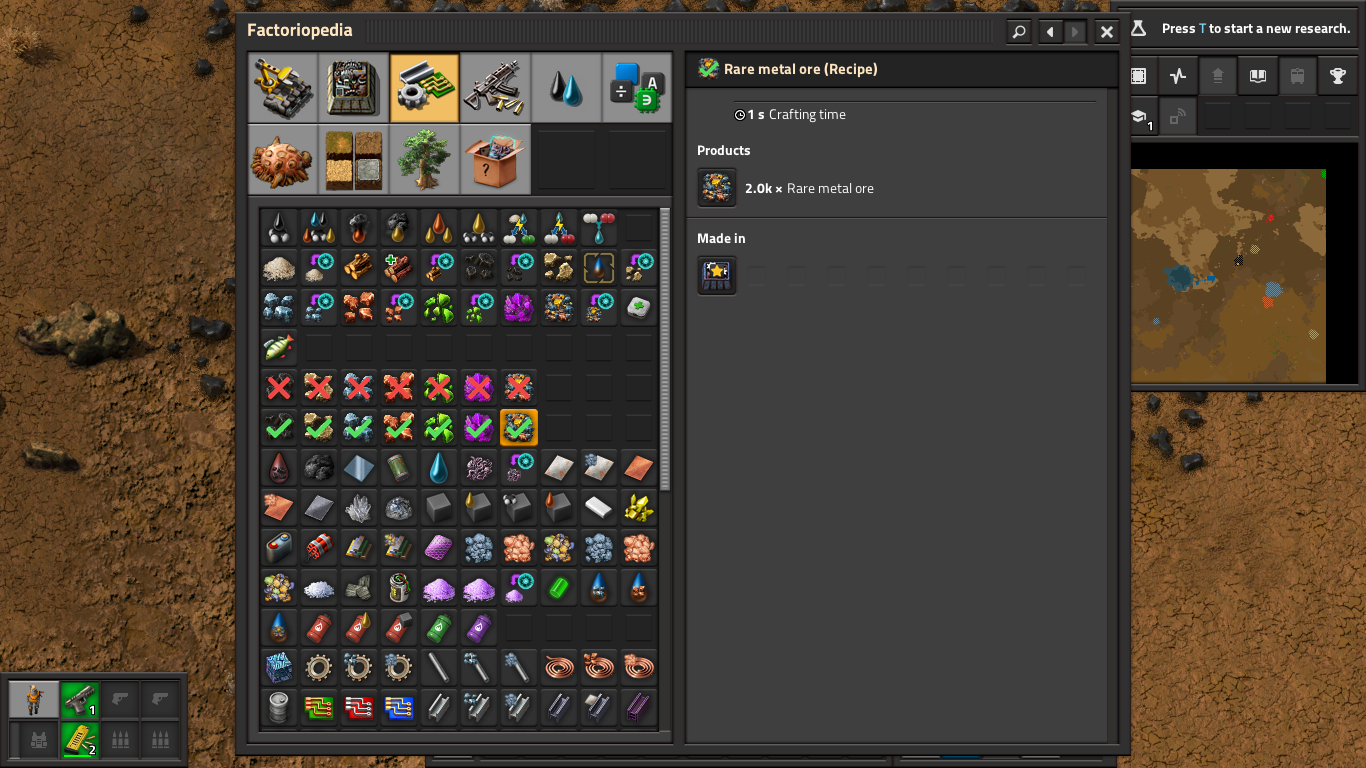 Factoriopedia
Press T to start a new research.
A
÷
?
Rare metal ore (Recipe)
1 s Crafting time
Products
2.0k × Rare metal ore
Made in
1
1
2